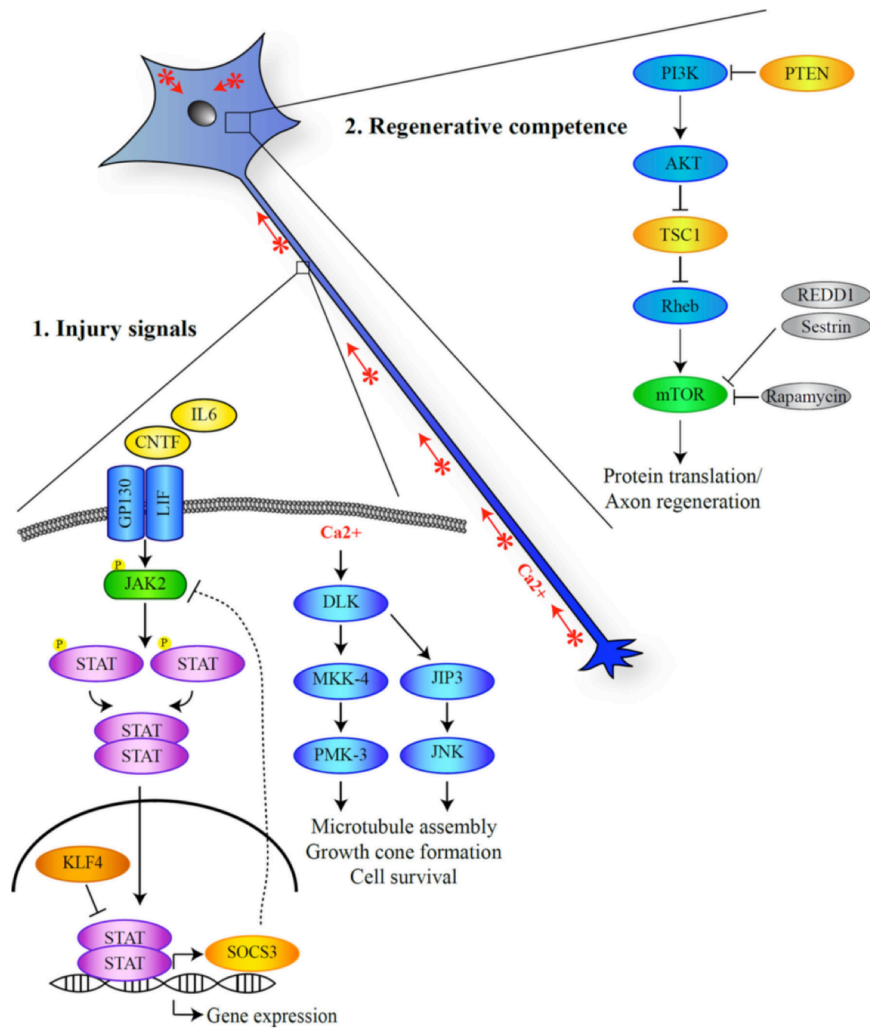 2. Regenerative competence
PI3K
PTEN
AKT
TSC1
Rheb
REDD1
Sestrin
mTOR
Rapamycin
Protein translation/
Axon regeneration
1. Injury signals
IL6
CNTF
GP130
LIF
P
JAK2
P
STAT
P
STAT
STAT
STAT
KLF4
STAT
STAT
SOCS3
Gene expression
Ca2+
DLK
MKK-4
JIP3
PMK-3
JNK
Microtubule assembly
Growth cone formation
Cell survival
Ca2+